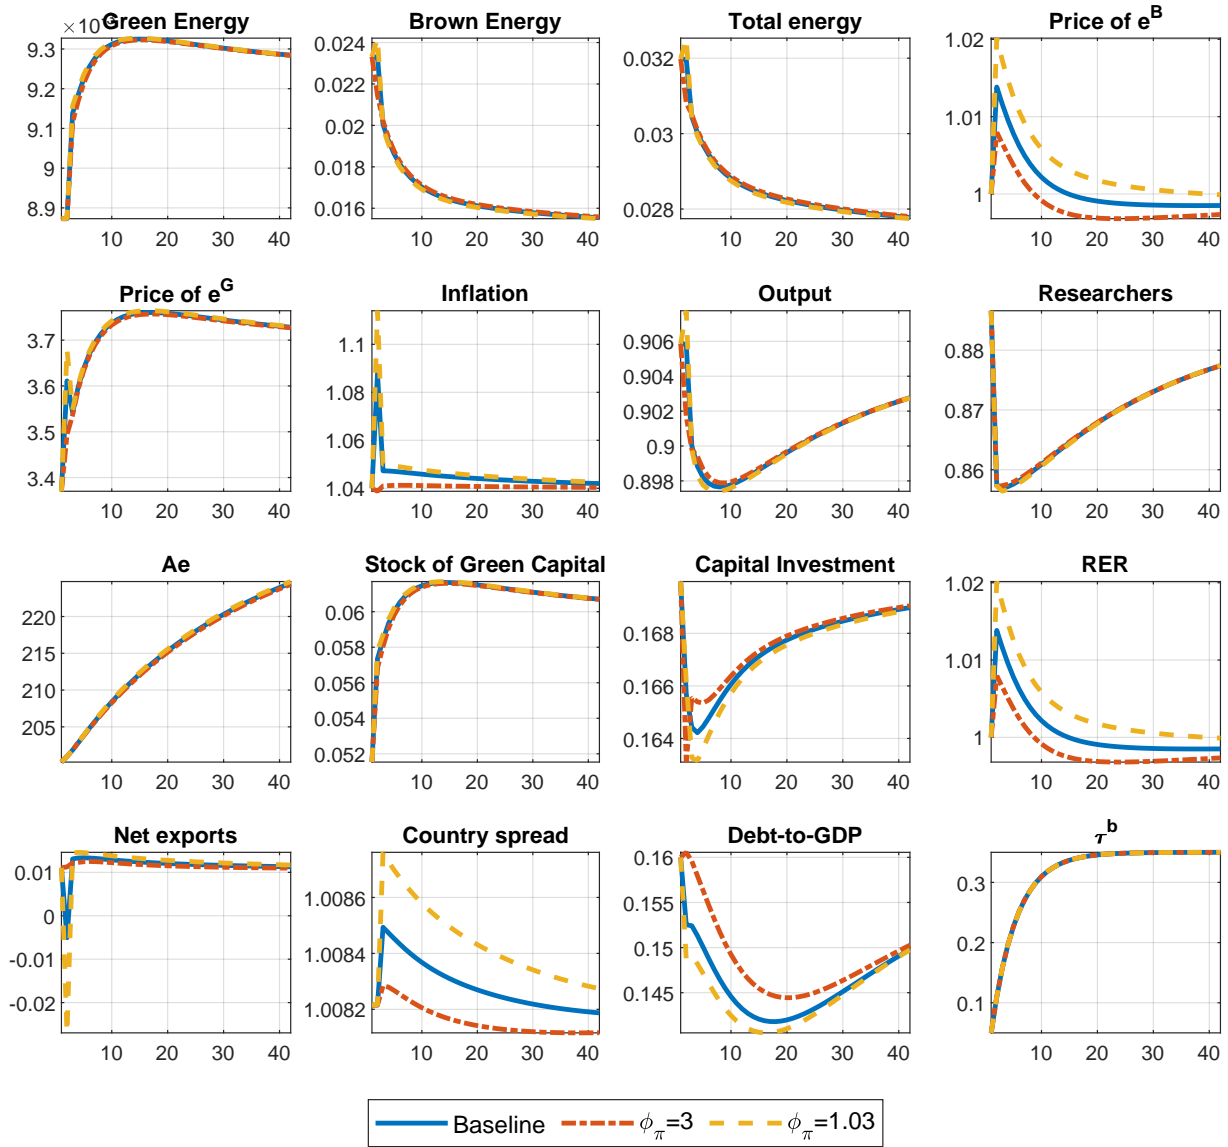 Green Energy Brown Energy Total energy Price of e^B
×10
9.3
9.2
9.1
9
8.9
10 20 30 40
0.024
0.022
0.02
0.018
0.016
10 20 30 40
0.032
0.03
0.028
10 20 30 40
1.02
1.01
1
10 20 30 40
Price of e^G Inflation Output Researchers
3.7
3.6
3.5
3.4
10 20 30 40
1.1
1.08
1.06
1.04
10 20 30 40
0.906
0.904
0.902
0.9
0.898
10 20 30 40
0.88
0.87
0.86
10 20 30 40
Ae Stock of Green Capital Capital Investment RER
220
215
210
205
10 20 30 40
0.06
0.058
0.056
0.054
0.052
10 20 30 40
0.168
0.166
0.164
10 20 30 40
1.02
1.01
1
10 20 30 40
Net exports Country spread Debt-to-GDP τ^b
0.01
0
-0.01
-0.02
10 20 30 40
1.0086
1.0084
1.0082
10 20 30 40
0.16
0.155
0.15
0.145
10 20 30 40
0.3
0.2
0.1
10 20 30 40
Baseline ϕ_π=3 ϕ_π=1.03